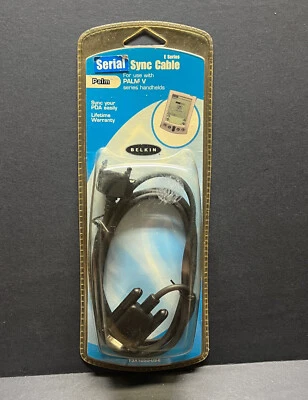 E Series
Serial Sync Cable
Palm
For use with
PALM V
series handhelds
Sync your
PDA easily
Lifetime
Warranty
BELKIN